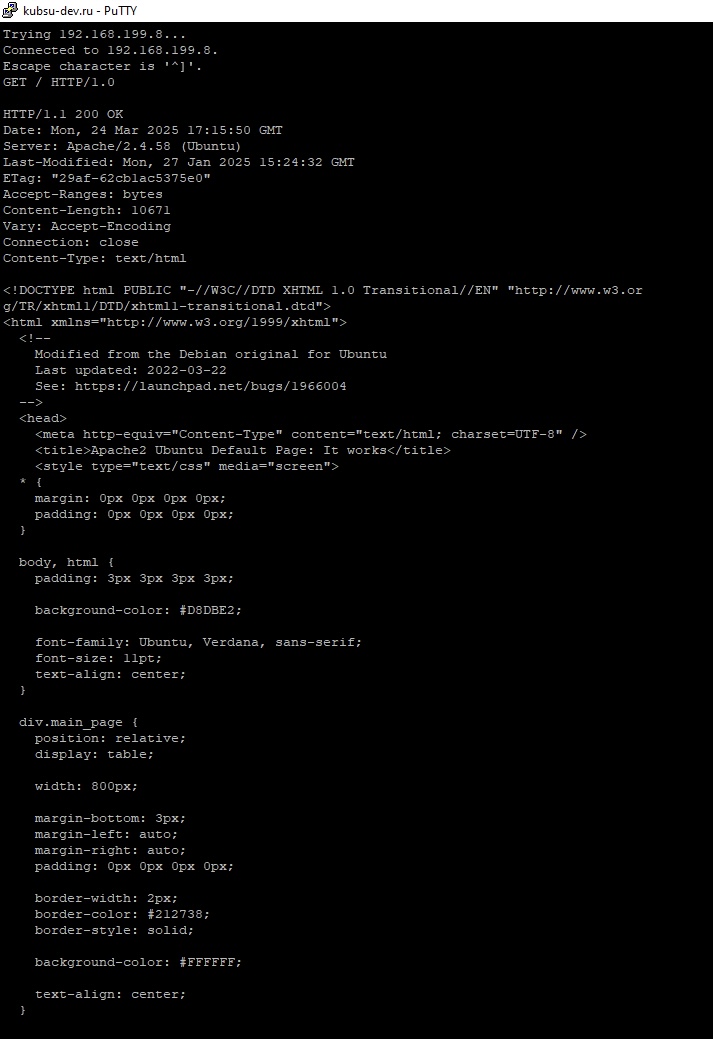 kubsu-dev.ru - PuTTY
Trying 192.168.199.8...
Connected to 192.168.199.8.
Escape character is '^]'.
GET / HTTP/1.0

HTTP/1.1 200 OK
Date: Mon, 24 Mar 2025 17:15:50 GMT
Server: Apache/2.4.58 (Ubuntu)
Last-Modified: Mon, 27 Jan 2025 15:24:32 GMT
ETag: "29af-62cb1ac5375e0"
Accept-Ranges: bytes
Content-Length: 10671
Vary: Accept-Encoding
Connection: close
Content-Type: text/html

<!DOCTYPE html PUBLIC "-//W3C//DTD XHTML 1.0 Transitional//EN" "http://www.w3.or
g/TR/xhtml1/DTD/xhtml1-transitional.dtd">
<html xmlns="http://www.w3.org/1999/xhtml">
  <!--
    Modified from the Debian original for Ubuntu
    Last updated: 2022-03-22
    See: https://launchpad.net/bugs/1966004
  -->
  <head>
    <meta http-equiv="Content-Type" content="text/html; charset=UTF-8" />
    <title>Apache2 Ubuntu Default Page: It works</title>
    <style type="text/css" media="screen">
  * {
    margin: 0px 0px 0px 0px;
    padding: 0px 0px 0px 0px;
  }

  body, html {
    padding: 3px 3px 3px 3px;

    background-color: #D8DBE2;

    font-family: Ubuntu, Verdana, sans-serif;
    font-size: 11pt;
    text-align: center;
  }

  div.main_page {
    position: relative;
    display: table;

    width: 800px;

    margin-bottom: 3px;
    margin-left: auto;
    margin-right: auto;
    padding: 0px 0px 0px 0px;

    border-width: 2px;
    border-color: #212738;
    border-style: solid;

    background-color: #FFFFFF;

    text-align: center;
  }